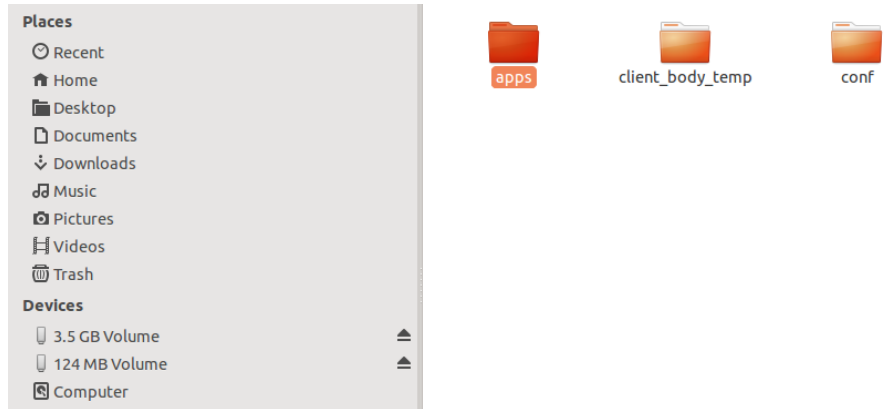 Places
Recent
Home
Desktop
Documents
Downloads
Music
Pictures
Videos
Trash
Devices
3.5 GB Volume
124 MB Volume
Computer
apps
client_body_temp
conf